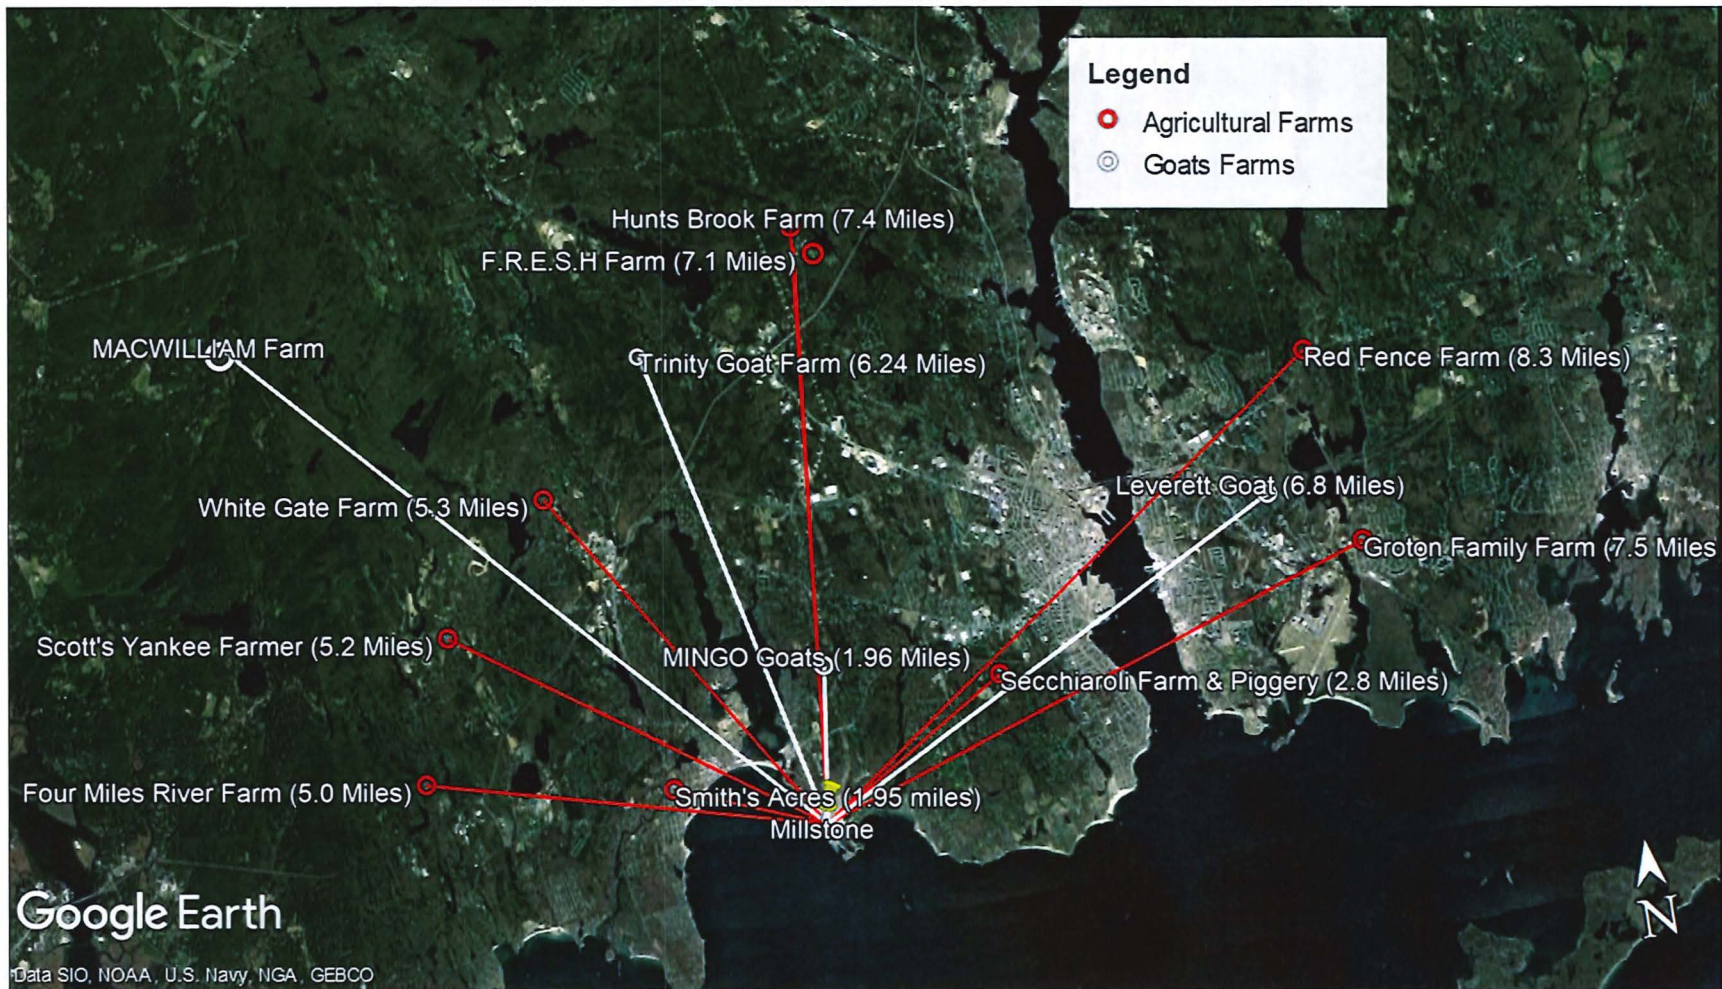 Legend
Agricultural Farms
Goats Farms
Hunts Brook Farm (7.4 Miles)
F.R.E.S.H Farm (7.1 Miles)
MACWILLIAM Farm
Trinity Goat Farm (6.24 Miles)
Red Fence Farm (8.3 Miles)
Leverett Goat (6.8 Miles)
White Gate Farm (5.3 Miles)
Groton Family Farm (7.5 Miles
Scott's Yankee Farmer (5.2 Miles)
MINGO Goats (1.96 Miles)
Secchiaroli Farm & Piggery (2.8 Miles)
Four Miles River Farm (5.0 Miles)
Smith's Acres (1.95 miles)
Millstone
Google Earth
N
Data SIO, NOAA, U.S. Navy, NGA, GEBCO